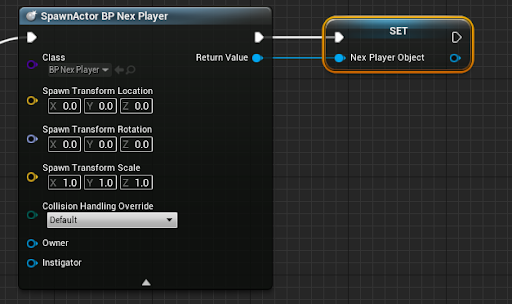 SpawnActor BP Nex Player
SET
Class
Return Value
Nex Player Object
BP Nex Player
Spawn Transform Location
X 0.0 Y 0.0 Z 0.0
Spawn Transform Rotation
X 0.0 Y 0.0 Z 0.0
Spawn Transform Scale
X 1.0 Y 1.0 Z 1.0
Collision Handling Override
Default
Owner
Instigator